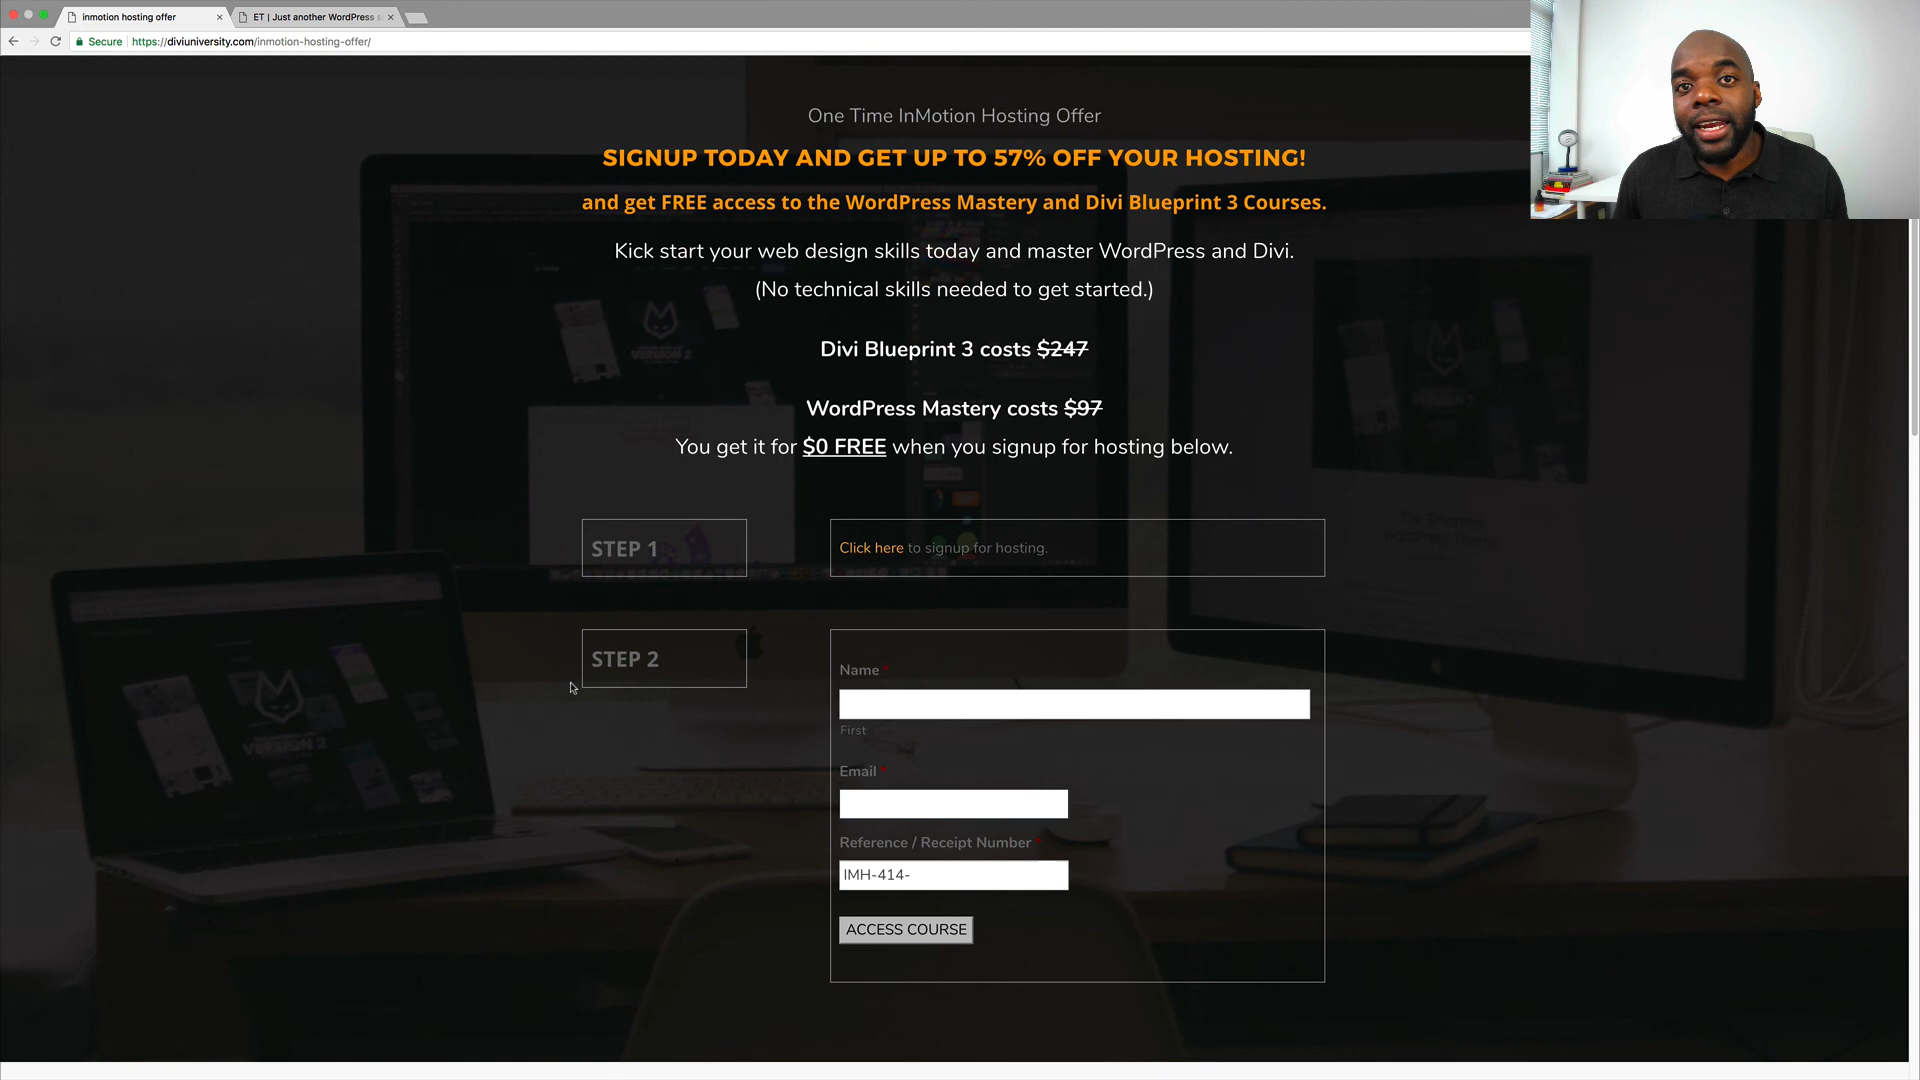 inmotion hosting offer
ET | Just another WordPress
Secure https://diviuniversity.com/inmotion-hosting-offer/
One Time InMotion Hosting Offer
SIGNUP TODAY AND GET UP TO 57% OFF YOUR HOSTING!
and get FREE access to the WordPress Mastery and Divi Blueprint 3 Courses.
Kick start your web design skills today and master WordPress and Divi.
(No technical skills needed to get started.)
Divi Blueprint 3 costs $247
WordPress Mastery costs $97
You get it for $0 FREE when you signup for hosting below.
STEP 1
Click here to signup for hosting.
STEP 2
Name *
First
Email *
Reference / Receipt Number *
IMH-414-
ACCESS COURSE
VERSION 2
VERSION 2